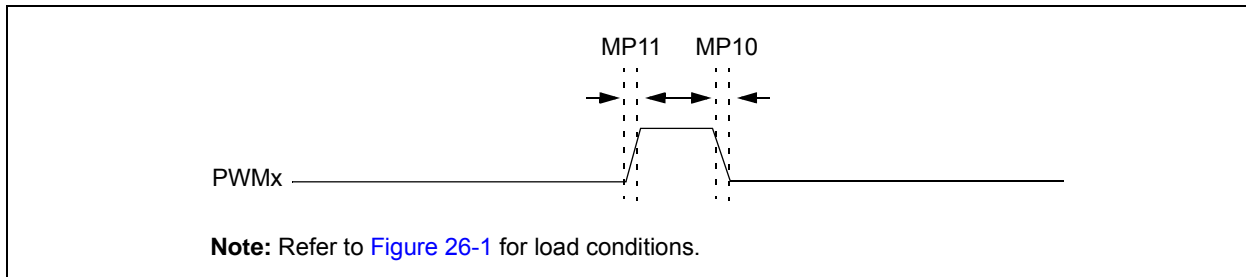 MP11 MP10
PWMx
Note: Refer to Figure 26-1 for load conditions.